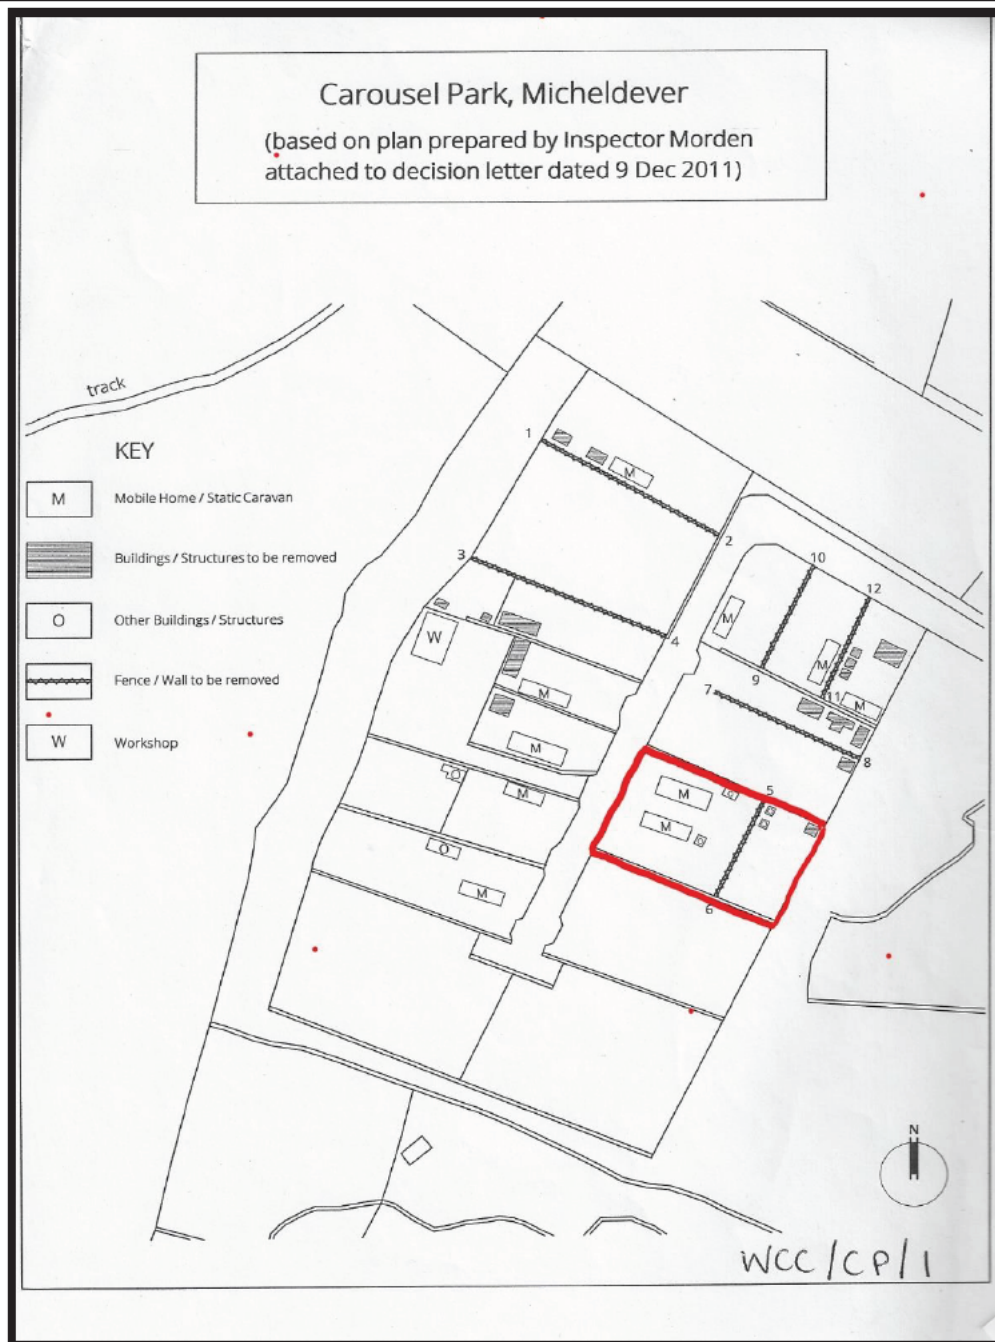 Carousel Park, Micheldever
(based on plan prepared by Inspector Morden
attached to decision letter dated 9 Dec 2011)
track
KEY
M
Mobile Home / Static Caravan
Buildings / Structures to be removed
O
Other Buildings / Structures
Fence / Wall to be removed
W
Workshop
1
M
2
3
4
10
12
M
M
9
11
M
7
8
W
M
M
O
M
O
M
M
M
5
6
N
WCC/CP/1